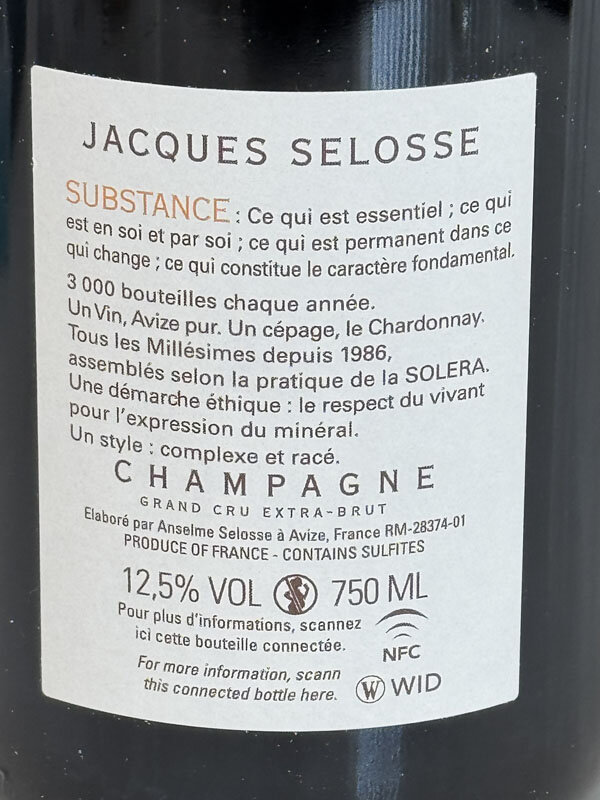 JACQUES SELOSSE
SUBSTANCE : Ce qui est essentiel ; ce qui
est en soi et par soi ; ce qui est permanent dans ce
qui change ; ce qui constitue le caractère fondamental.
3 000 bouteilles chaque année.
Un Vin, Avize pur. Un cépage, le Chardonnay.
Tous les Millésimes depuis 1986,
assemblés selon la pratique de la SOLERA.
Une démarche éthique : le respect du vivant
pour l'expression du minéral.
Un style : complexe et racé.
CHAMPAGNE
GRAND CRU EXTRA-BRUT
Elaboré par Anselme Selosse à Avize, France RM-28374-01
PRODUCE OF FRANCE - CONTAINS SULFITES
12,5% VOL 750 ML
Pour plus d'informations, scannez
ici cette bouteille connectée.
NFC
For more information, scann
this connected bottle here.
W WID